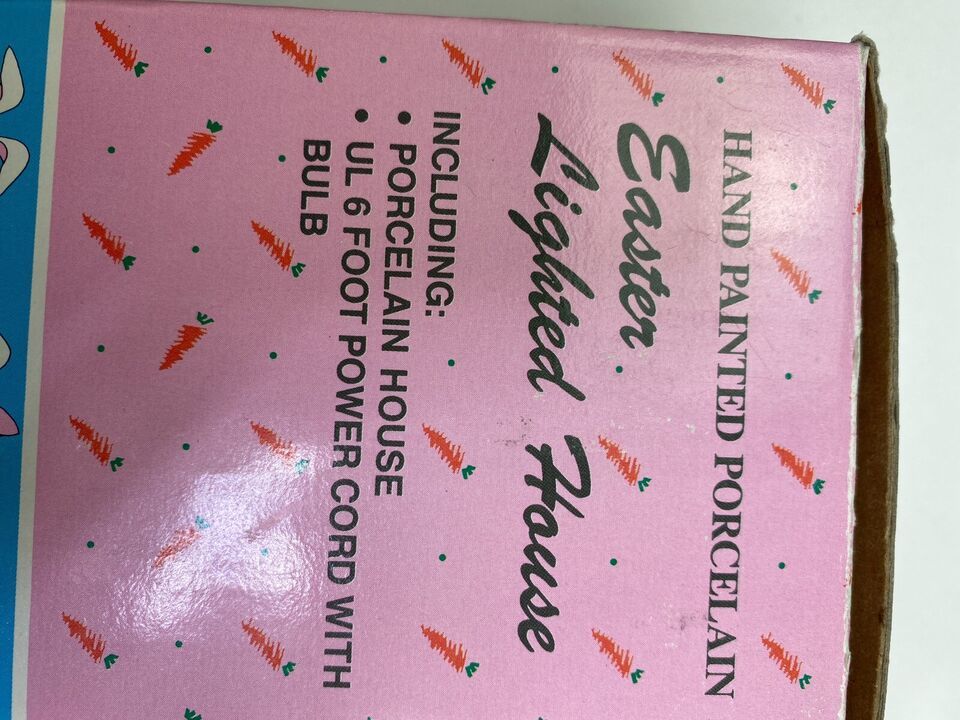 HAND PAINTED PORCELAIN
Easter
Lighted House
INCLUDING:
• PORCELAIN HOUSE
• UL 6 FOOT POWER CORD WITH
BULB